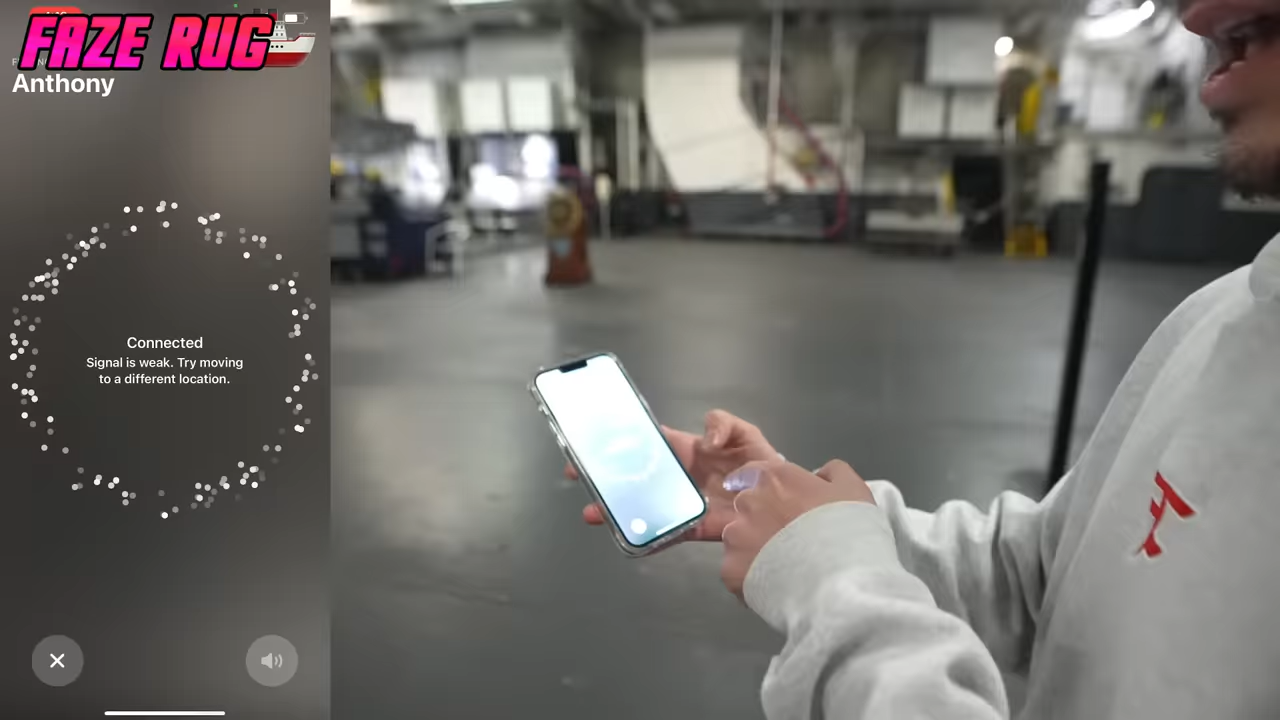 FAZE RUG
Anthony
Connected
Signal is weak. Try moving
to a different location.